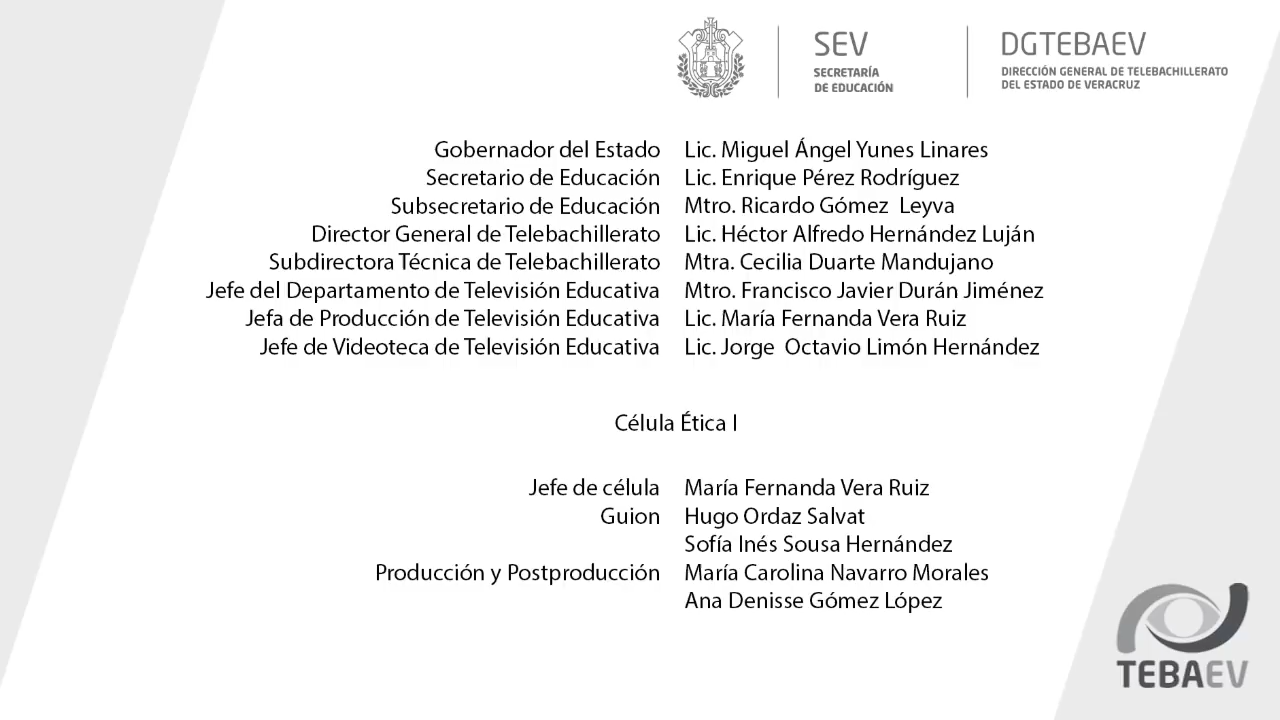 SEV
SECRETARÍA
DE EDUCACIÓN
DGTEBAEV
DIRECCIÓN GENERAL DE TELEBACHILLERATO
DEL ESTADO DE VERACRUZ
Gobernador del Estado Lic. Miguel Ángel Yunes Linares
Secretario de Educación Lic. Enrique Pérez Rodríguez
Subsecretario de Educación Mtro. Ricardo Gómez Leyva
Director General de Telebachillerato Lic. Héctor Alfredo Hernández Luján
Subdirectora Técnica de Telebachillerato Mtra. Cecilia Duarte Mandujano
Jefe del Departamento de Televisión Educativa Mtro. Francisco Javier Durán Jiménez
Jefa de Producción de Televisión Educativa Lic. María Fernanda Vera Ruiz
Jefe de Videoteca de Televisión Educativa Lic. Jorge Octavio Limón Hernández
Célula Ética I
Jefe de célula María Fernanda Vera Ruiz
Guion Hugo Ordaz Salvat
Sofía Inés Sousa Hernández
Producción y Postproducción María Carolina Navarro Morales
Ana Denisse Gómez López
TEBAEV